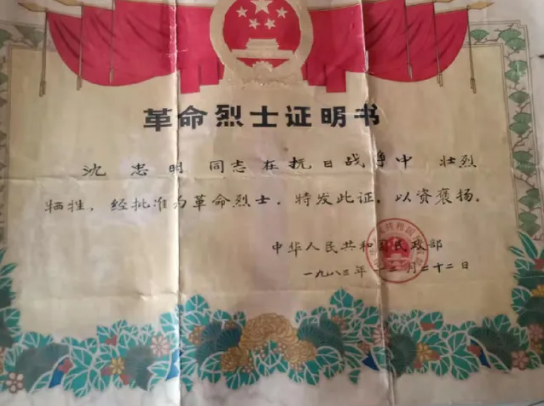 革命烈士证明书
沈忠明同志在抗日战争中 壮烈
牺牲，经批准为革命烈士。特发此证，以资褒扬。
中华人民共和国民政部
一九八三年 月二十二日